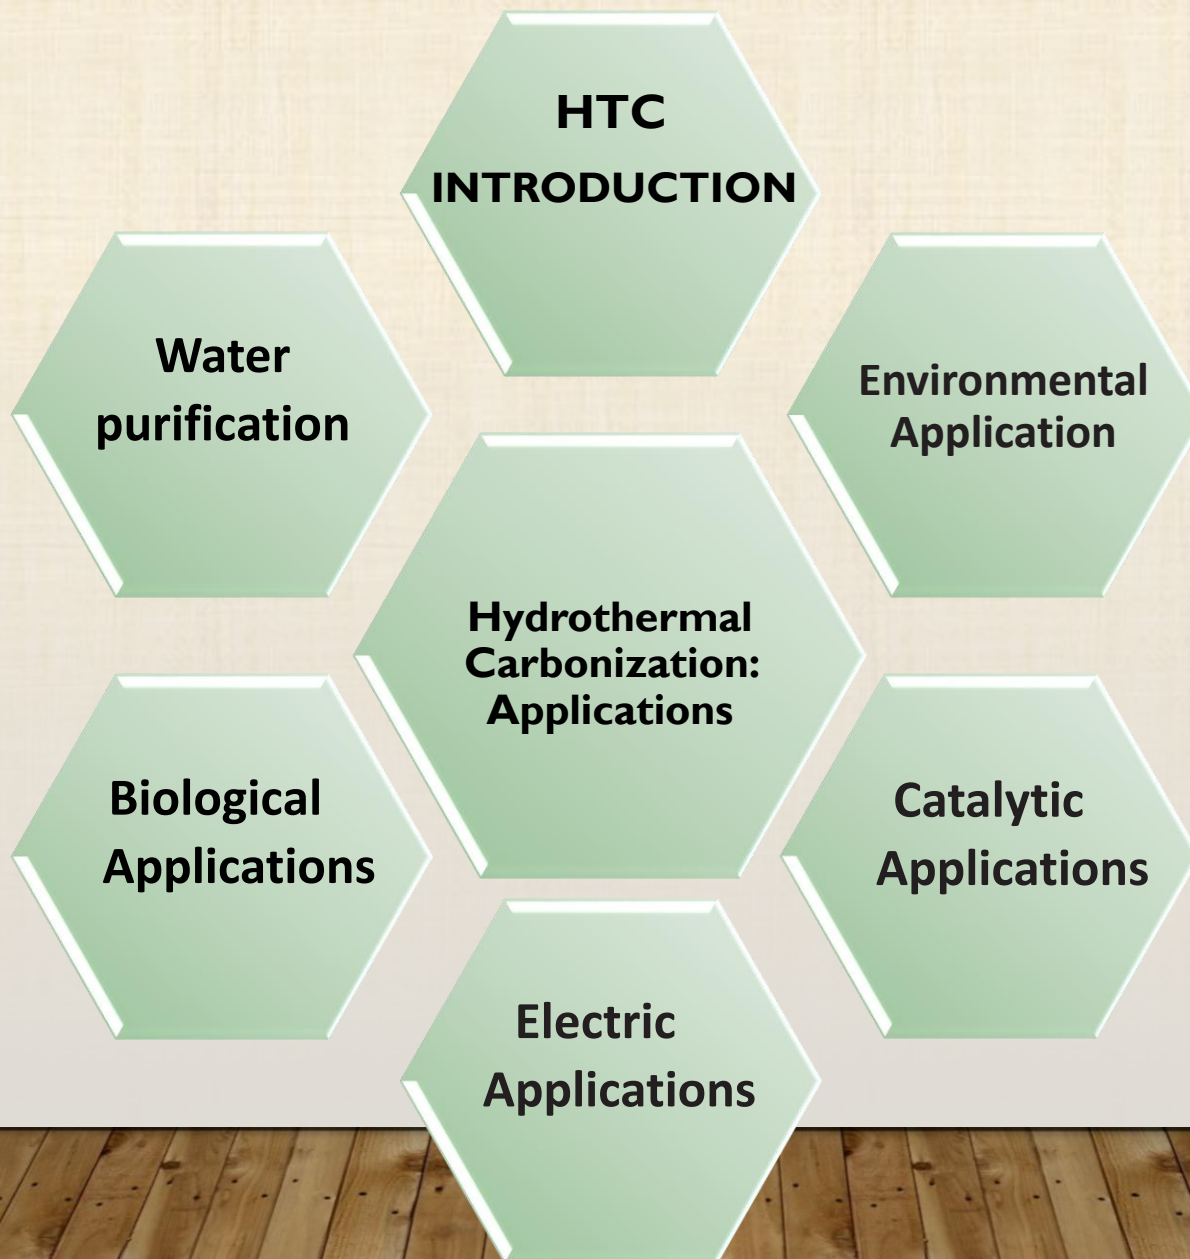 HTC
INTRODUCTION
Water
purification
Environmental
Application
Hydrothermal
Carbonization:
Applications
Biological
Applications
Catalytic
Applications
Electric
Applications